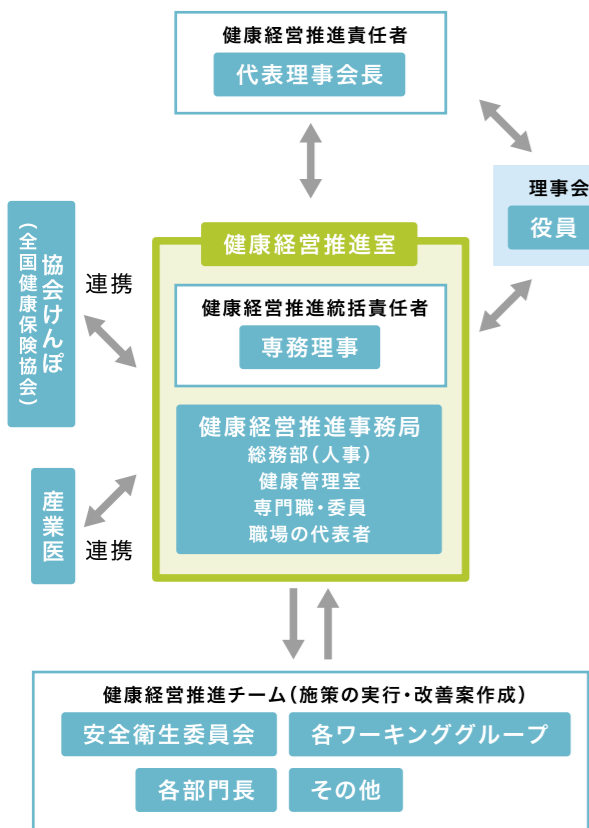 健康経営推進責任者
代表理事会長
理事会
役員
協会けんぽ
(全国健康保険協会)
連携
産業医
連携
健康経営推進室
健康経営推進統括責任者
専務理事
健康経営推進事務局
総務部(人事)
健康管理室
専門職・委員
職場の代表者
健康経営推進チーム(施策の実行・改善案作成)
安全衛生委員会
各ワーキンググループ
各部門長
その他